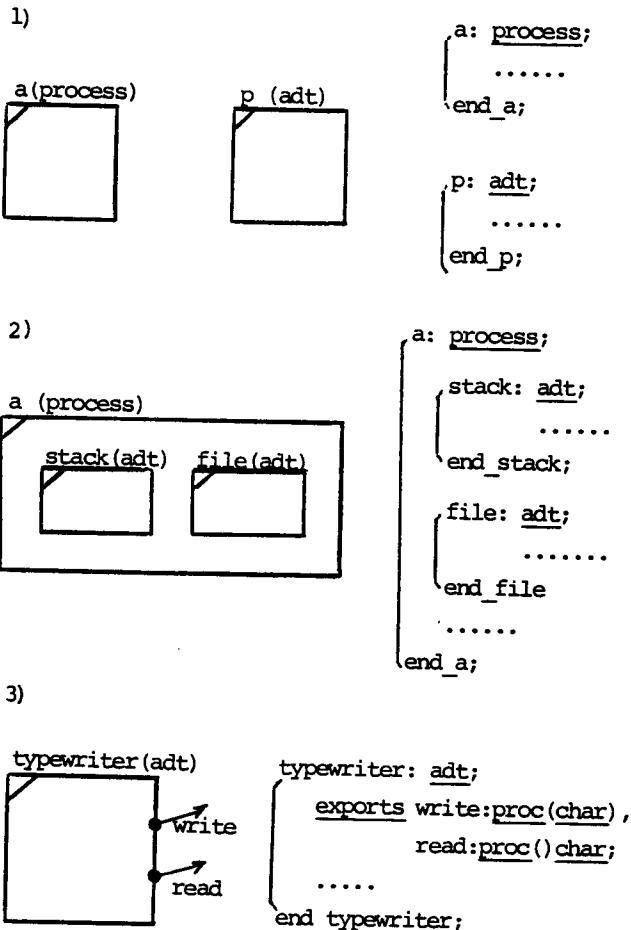 1)
a(process)
p (adt)
a: process;
......
end_a;
p: adt;
......
end_p;
2)
a (process)
stack(adt)
file(adt)
a: process;
stack: adt;
......
end_stack;
file: adt;
.......
end_file
......
end_a;
3)
typewriter(adt)
write
read
typewriter: adt;
exports write:proc(char),
read:proc()char;
.....
end typewriter;